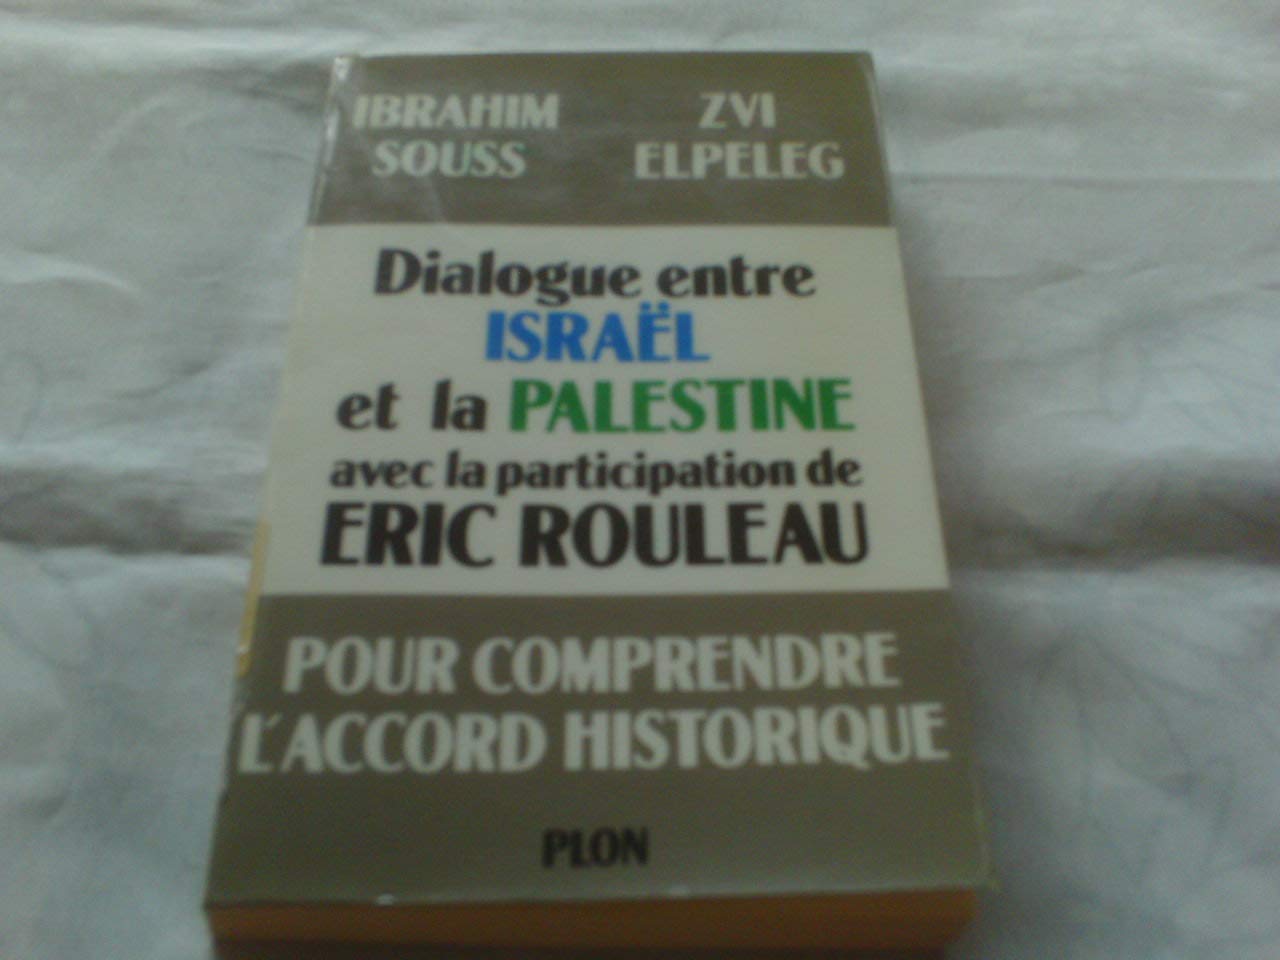 IBRAHIM SOUSS
ZVI ELPELEG
Dialogue entre
ISRAËL
et la PALESTINE
avec la participation de
ERIC ROULEAU
POUR COMPRENDRE
L'ACCORD HISTORIQUE
PLON